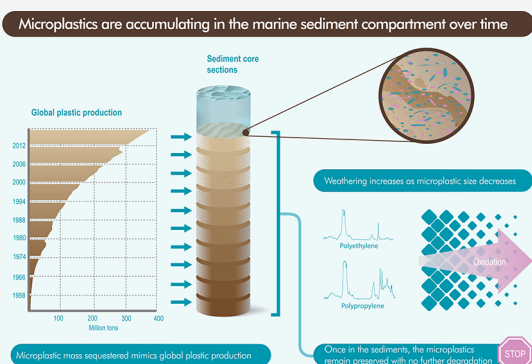 Microplastics are accumulating in the marine sediment compartment over time
Sediment core
sections
Global plastic production
2012
2006
2000
1994
1988
1980
1974
1966
1958
100
200
300
400
Million tons
Weathering increases as microplastic size decreases
Polyethylene
Polypropylene
Oxidation
STOP
Microplastic mass sequestered mimics global plastic production
Once in the sediments, the microplastics
remain preserved with no further degradation